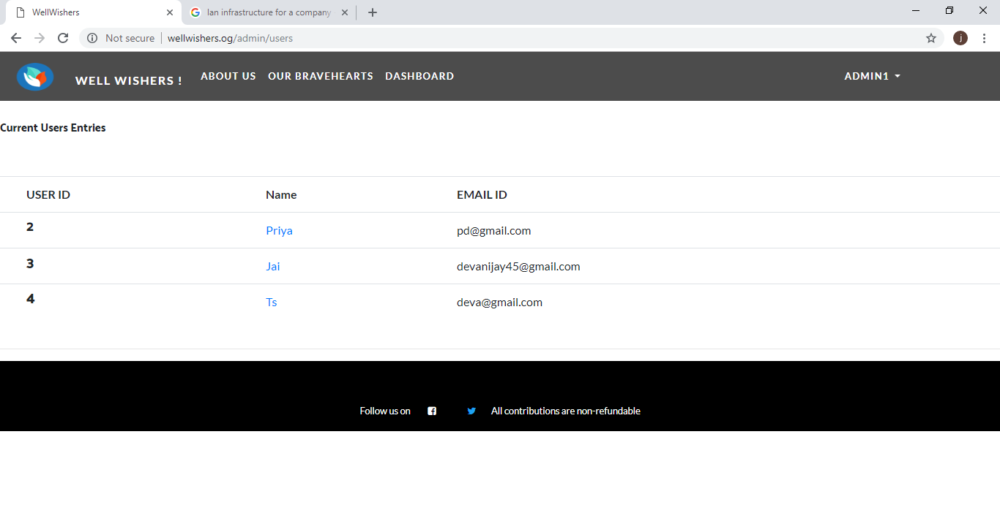 WellWishers
lan infrastructure for a company
Not secure
wellwishers.og/admin/users
j
WELL WISHERS !
ABOUT US
OUR BRAVEHEARTS
DASHBOARD
ADMIN1
Current Users Entries
USER ID Name EMAIL ID
2 Priya pd@gmail.com
3 Jai devanijay45@gmail.com
4 Ts deva@gmail.com
Follow us on
All contributions are non-refundable